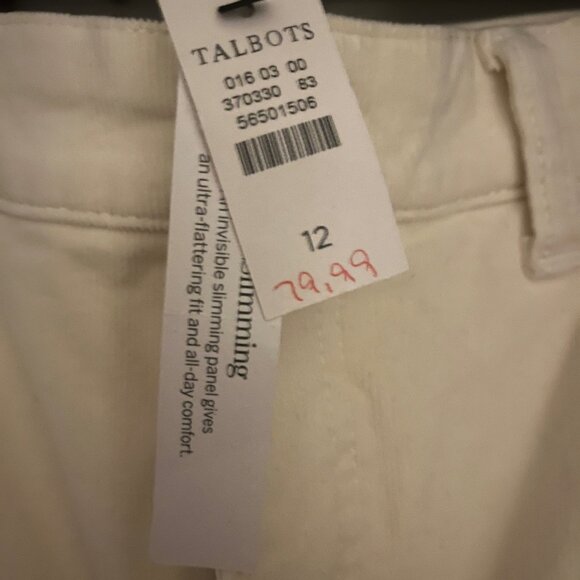 TALBOTS
016 03 00
370330 83
56501506
12
79.99
limming
invisible slimming panel gives
an ultra-flattering fit and all-day comfort.